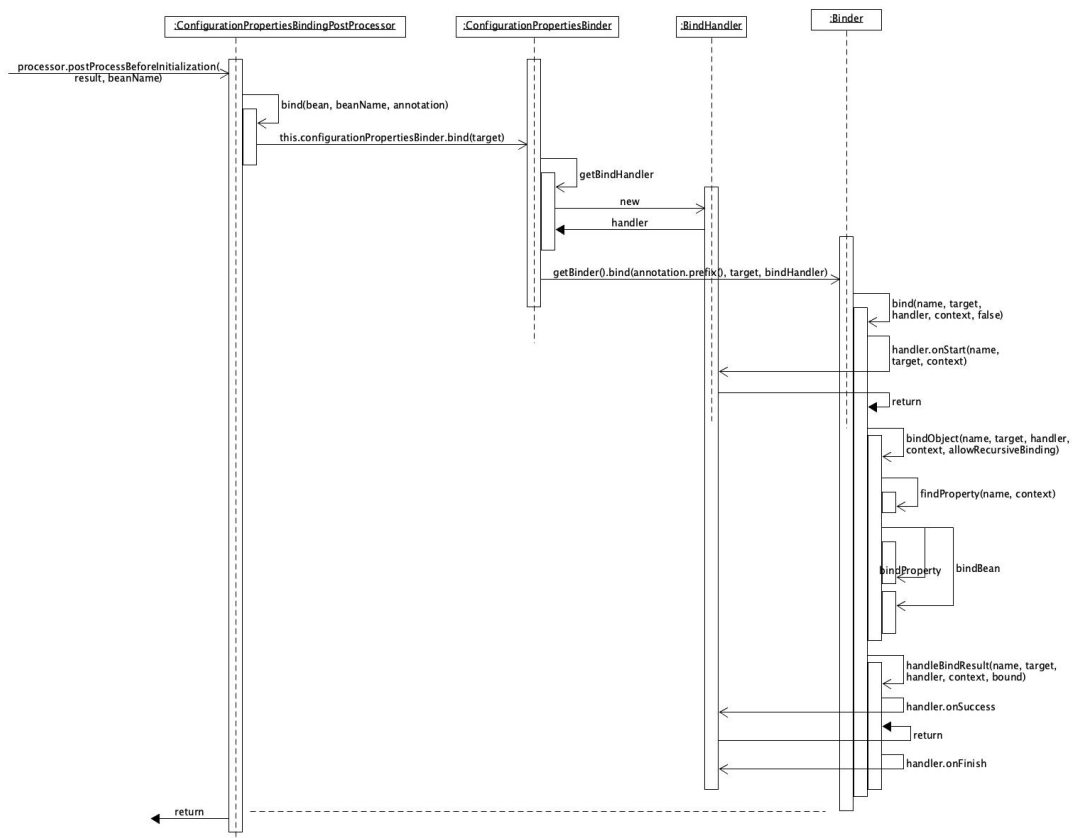 :ConfigurationPropertiesBindingPostProcessor
:ConfigurationPropertiesBinder
:BindHandler
:Binder
processor.postProcessBeforeInitialization(
result, beanName)
bind(bean, beanName, annotation)
this.configurationPropertiesBinder.bind(target)
getBindHandler
new
handler
getBinder().bind(annotation.prefix(), target, bindHandler)
bind(name, target,
handler, context, false)
handler.onStart(name,
target, context)
return
bindObject(name, target, handler,
context, allowRecursiveBinding)
findProperty(name, context)
bindProperty
bindBean
handleBindResult(name, target,
handler, context, bound)
handler.onSuccess
return
handler.onFinish
return